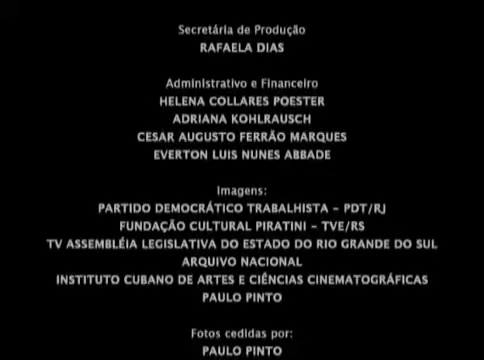 Secretária de Produção
RAFAELA DIAS
Administrativo e Financeiro
HELENA COLLARES POESTER
ADRIANA KOHLRAUSCH
CESAR AUGUSTO FERRÃO MARQUES
EVERTON LUIS NUNES ABBADE
Imagens:
PARTIDO DEMOCRÁTICO TRABALHISTA - PDT/RJ
FUNDAÇÃO CULTURAL PIRATINI - TVE/RS
TV ASSEMBLÉIA LEGISLATIVA DO ESTADO DO RIO GRANDE DO SUL
ARQUIVO NACIONAL
INSTITUTO CUBANO DE ARTES E CIÊNCIAS CINEMATOGRÁFICAS
PAULO PINTO
Fotos cedidas por:
PAULO PINTO